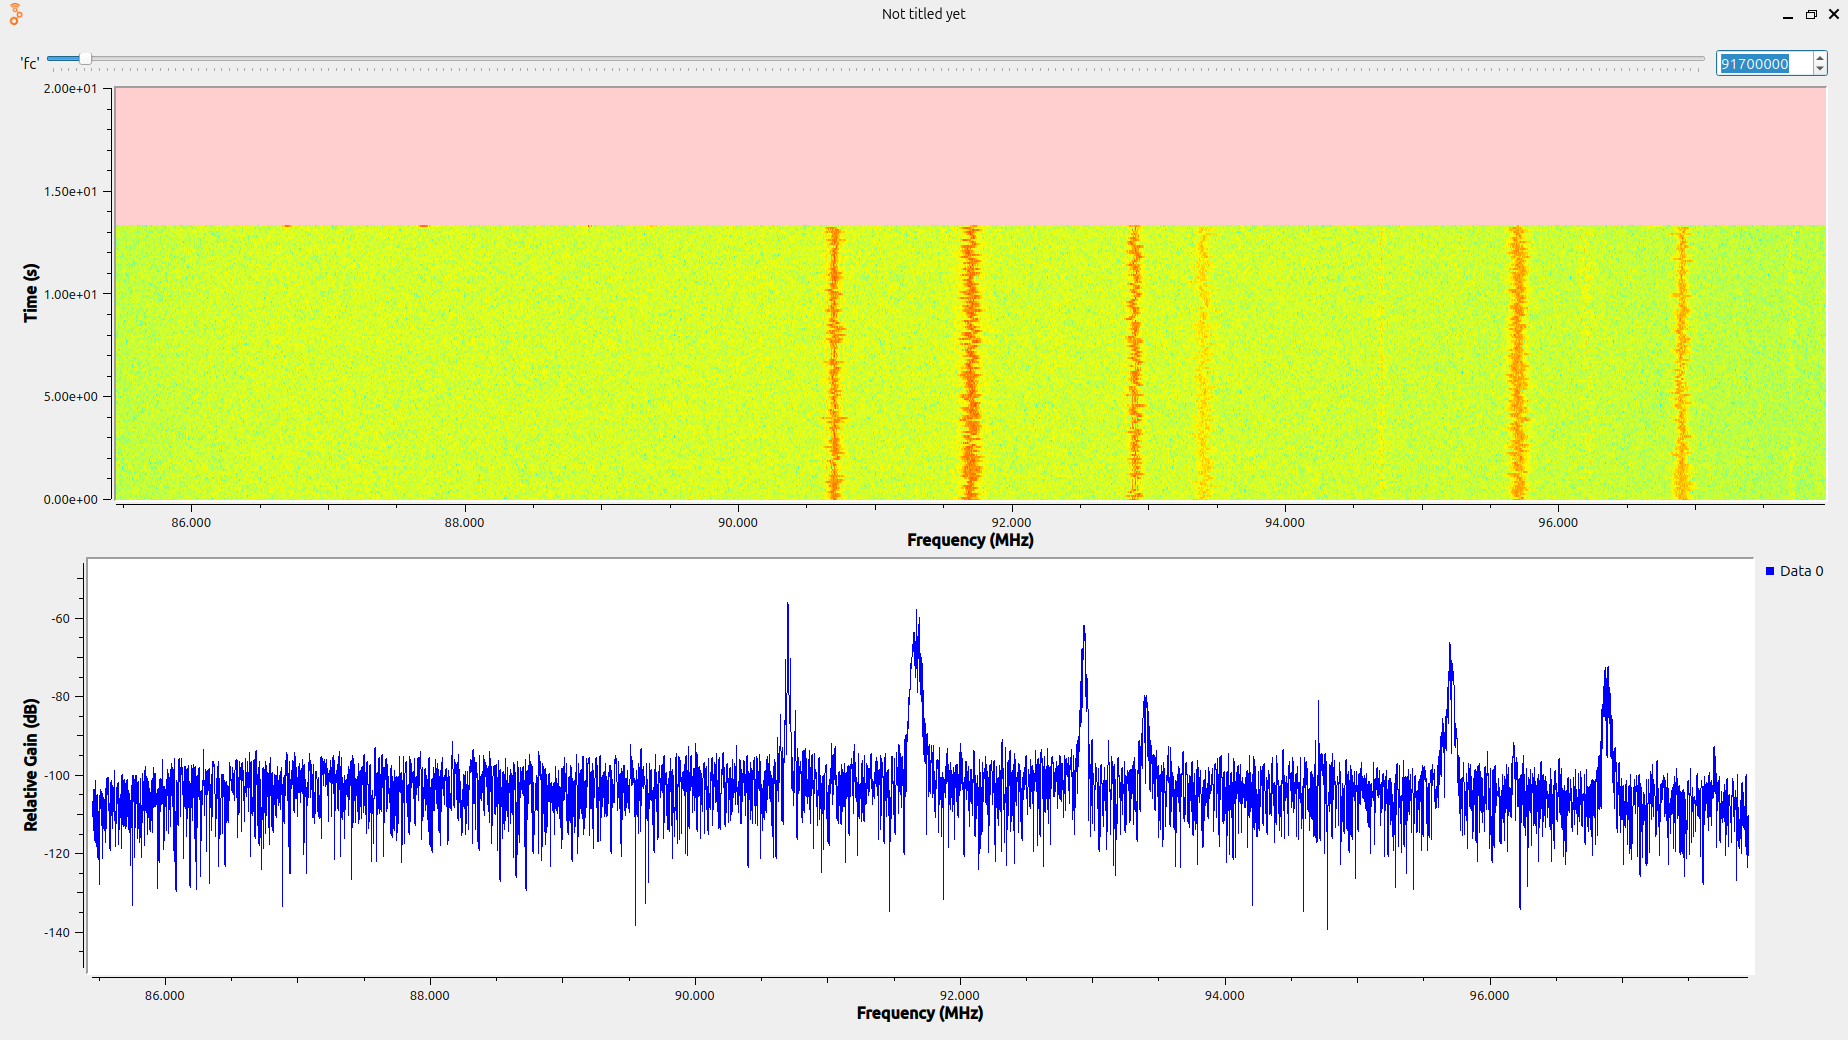 Not titled yet
'fc'
91700000
2.00e+01
1.50e+01
1.00e+01
5.00e+00
0.00e+00
Time (s)
86.000 88.000 90.000 92.000 94.000 96.000
Frequency (MHz)
Data 0
-60
-80
-100
-120
-140
Relative Gain (dB)
86.000 88.000 90.000 92.000 94.000 96.000
Frequency (MHz)